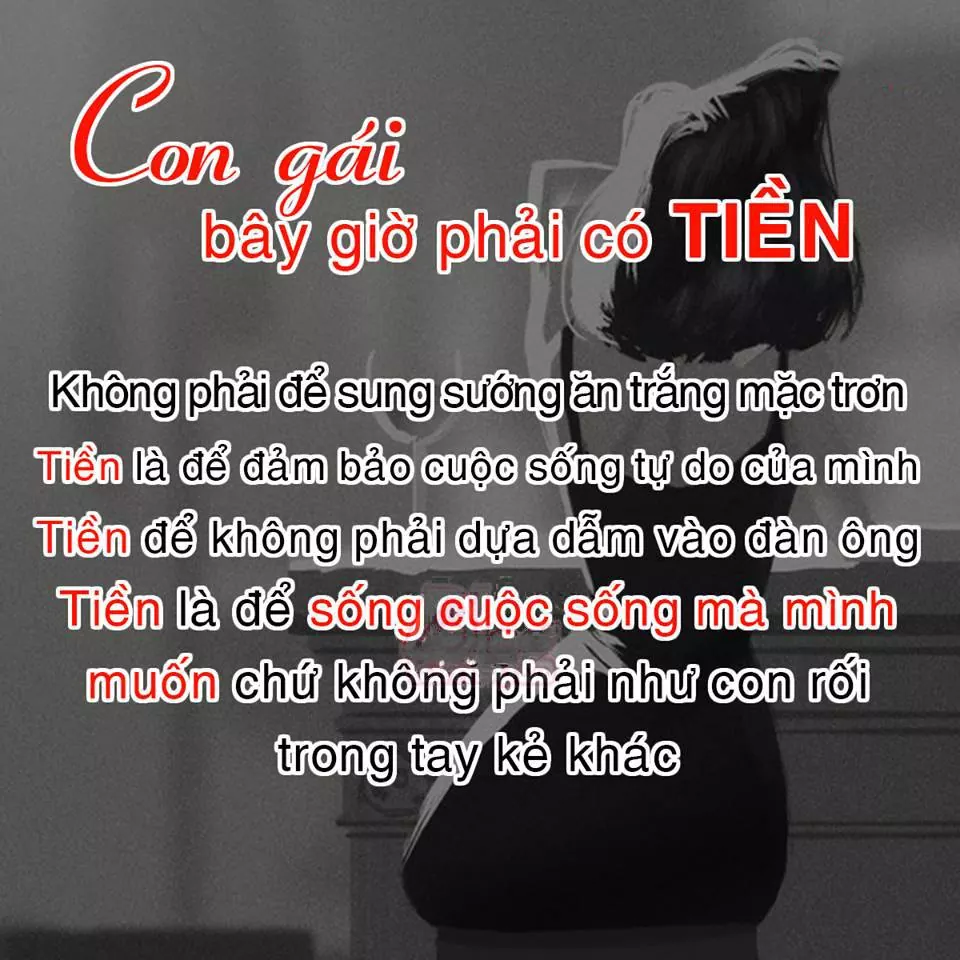 Con gái
bây giờ phải có TIỀN
Không phải để sung sướng ăn trắng mặc trơn
Tiền là để đảm bảo cuộc sống tự do của mình
Tiền để không phải dựa dẫm vào đàn ông
Tiền là để sống cuộc sống mà mình
muốn chứ không phải như con rối
trong tay kẻ khác